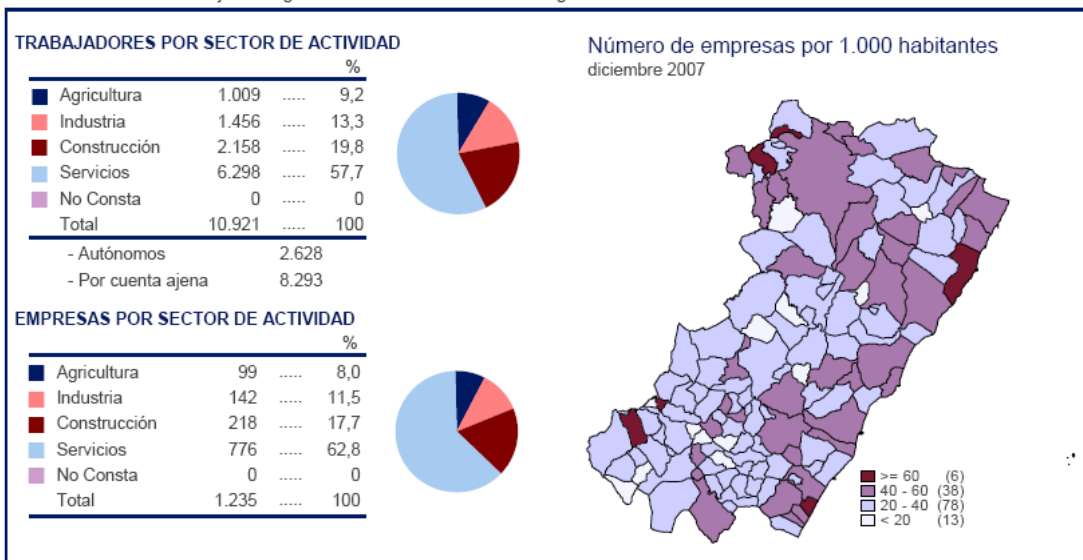 TRABAJADORES POR SECTOR DE ACTIVIDAD
%
Agricultura 1.009 ..... 9,2
Industria 1.456 ..... 13,3
Construcción 2.158 ..... 19,8
Servicios 6.298 ..... 57,7
No Consta 0 ..... 0
Total 10.921 ..... 100
- Autónomos 2.628
- Por cuenta ajena 8.293
EMPRESAS POR SECTOR DE ACTIVIDAD
%
Agricultura 99 ..... 8,0
Industria 142 ..... 11,5
Construcción 218 ..... 17,7
Servicios 776 ..... 62,8
No Consta 0 ..... 0
Total 1.235 ..... 100
Número de empresas por 1.000 habitantes
diciembre 2007
>= 60 (6)
40 - 60 (38)
20 - 40 (78)
< 20 (13)